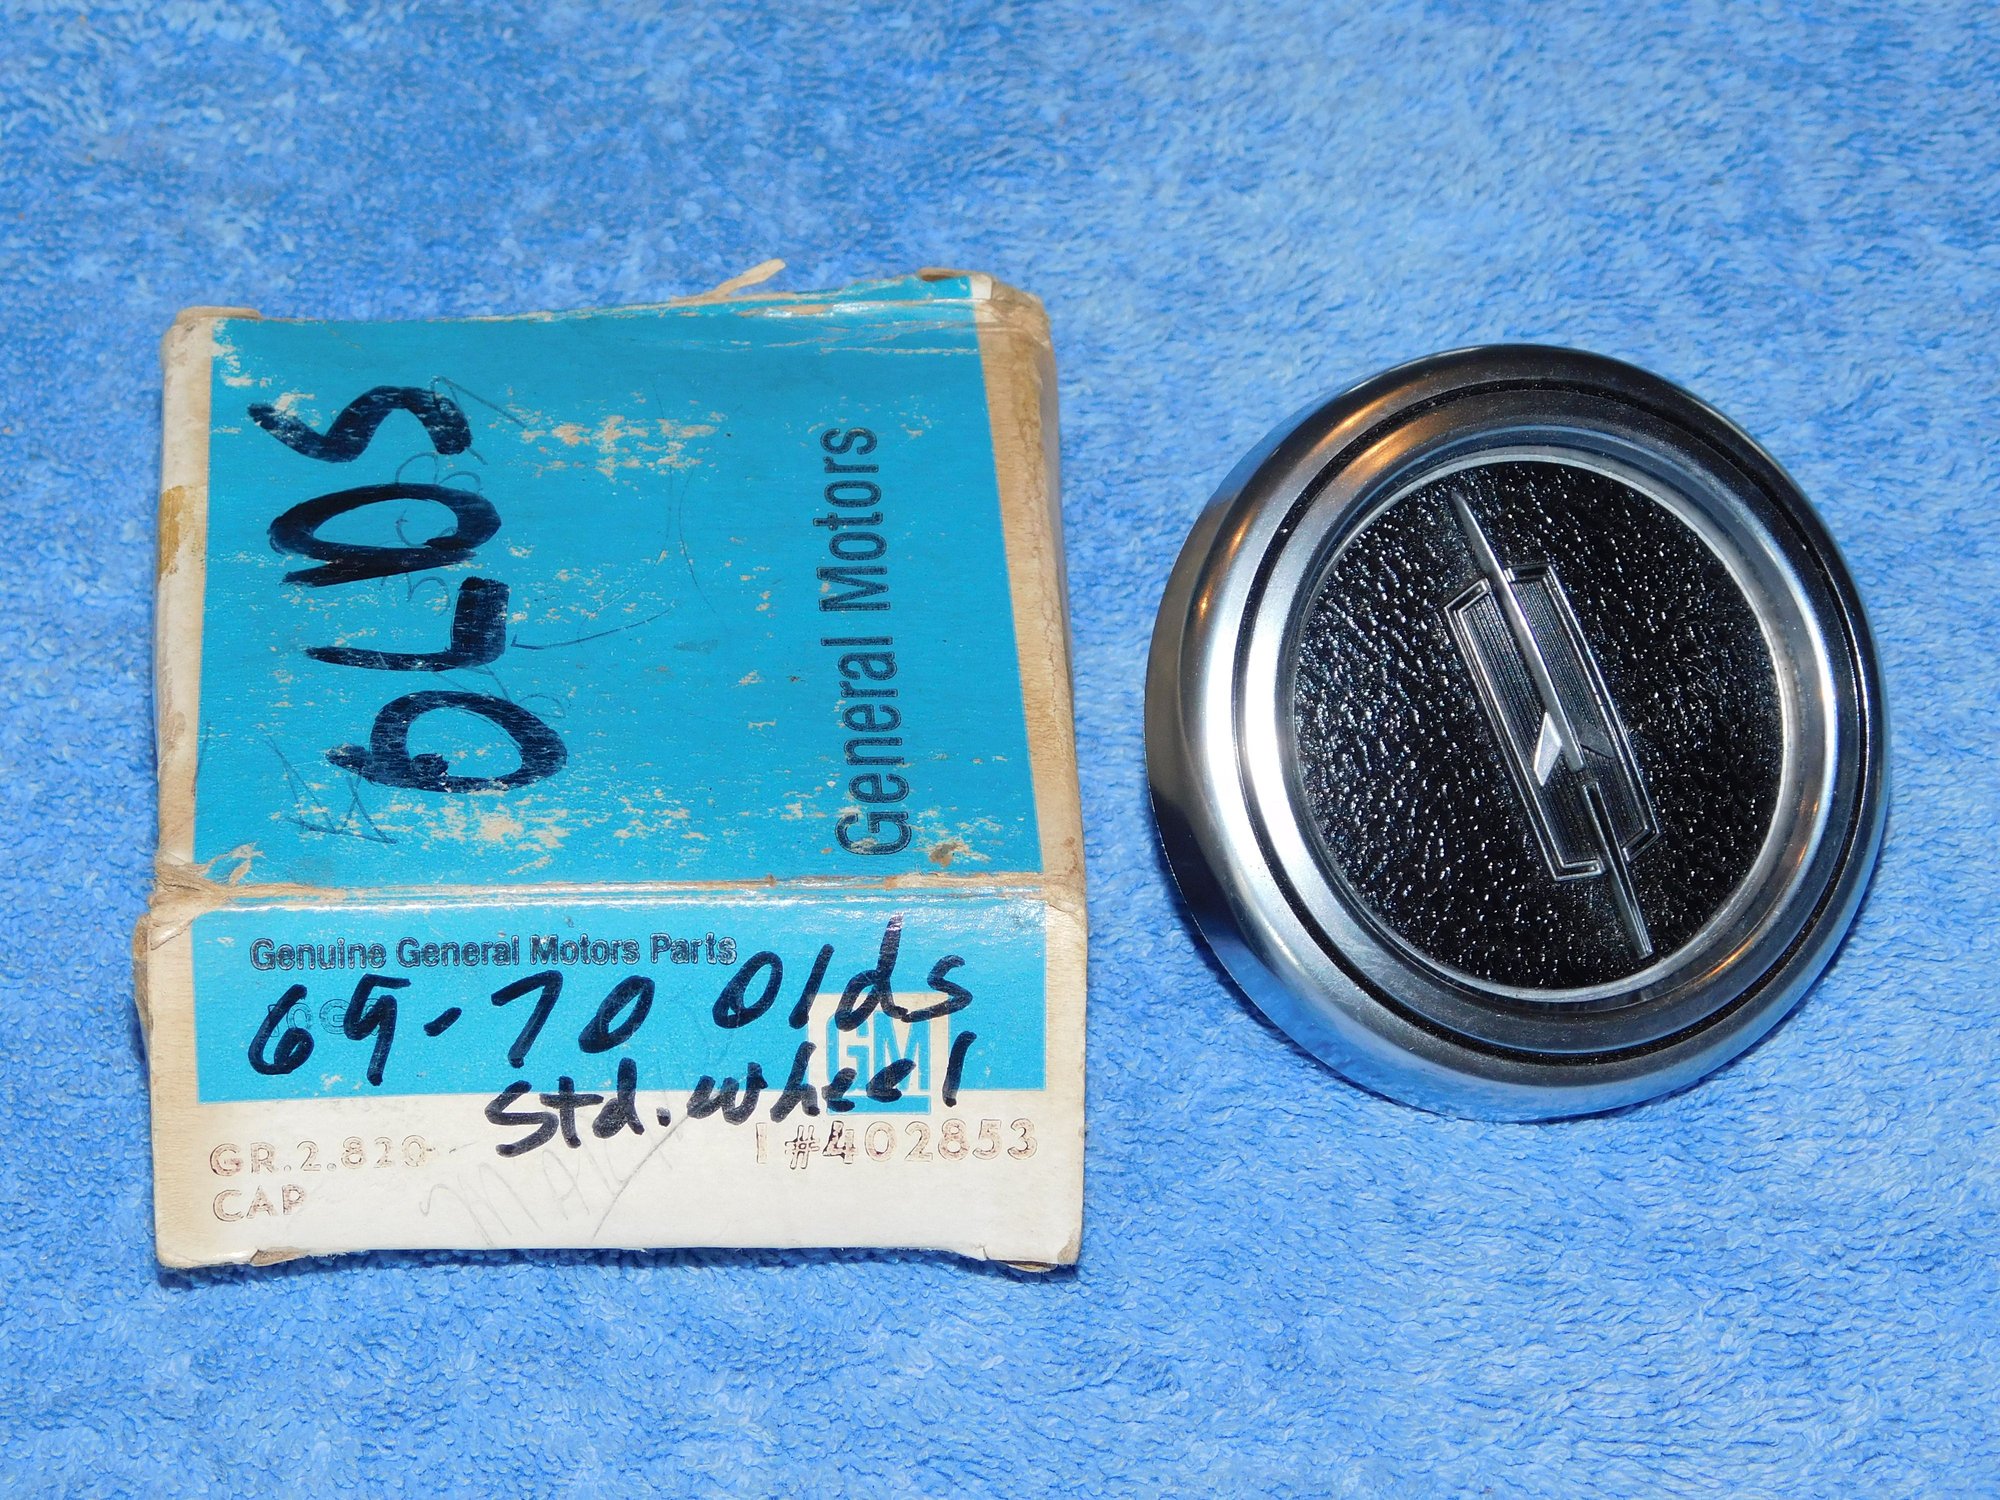 OLDS
General Motors
Genuine General Motors Parts
69-70 Olds
GM
std. wheel
GR.2.820 1 #402853
CAP